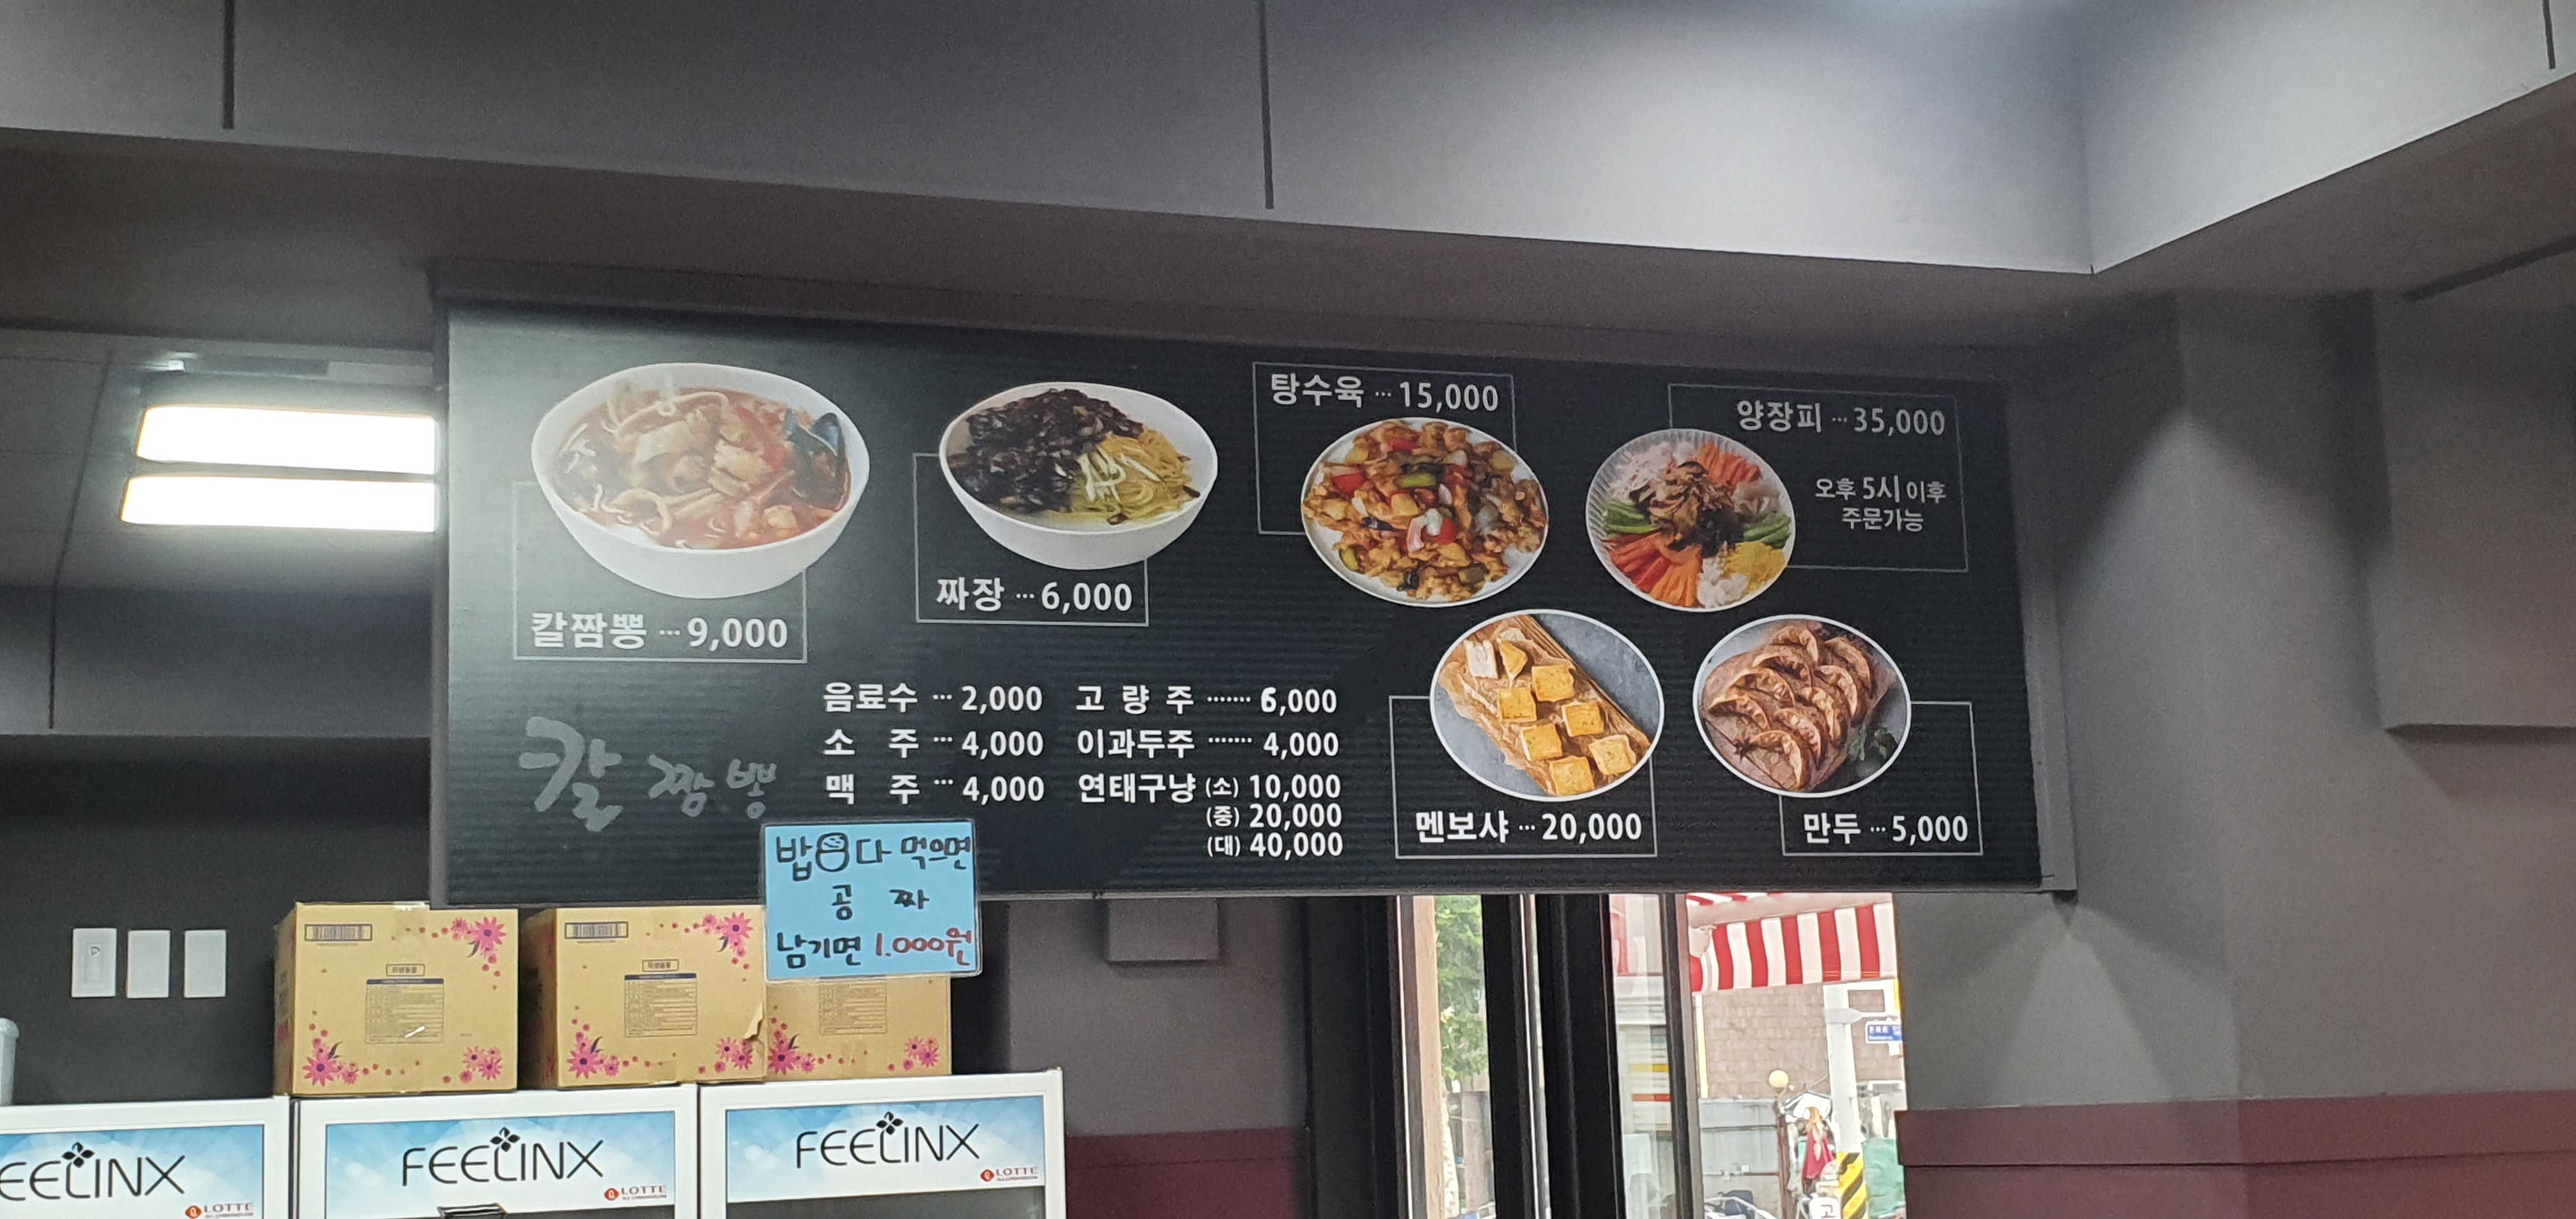 칼짬뽕 ··· 9,000
짜장 ··· 6,000
탕수육 ··· 15,000
양장피 ··· 35,000
오후 5시 이후
주문가능
칼짬뽕
음료수 ··· 2,000
소 주 ··· 4,000
맥 주 ··· 4,000
고 량 주 ······· 6,000
이과두주 ······· 4,000
연태구냥 (소) 10,000
(중) 20,000
(대) 40,000
멘보샤 ··· 20,000
만두 ··· 5,000
밥 다 먹으면
공 짜
남기면 1.000원
FEELINX
LOTTE
FEELINX
LOTTE
FEELINX
LOTTE